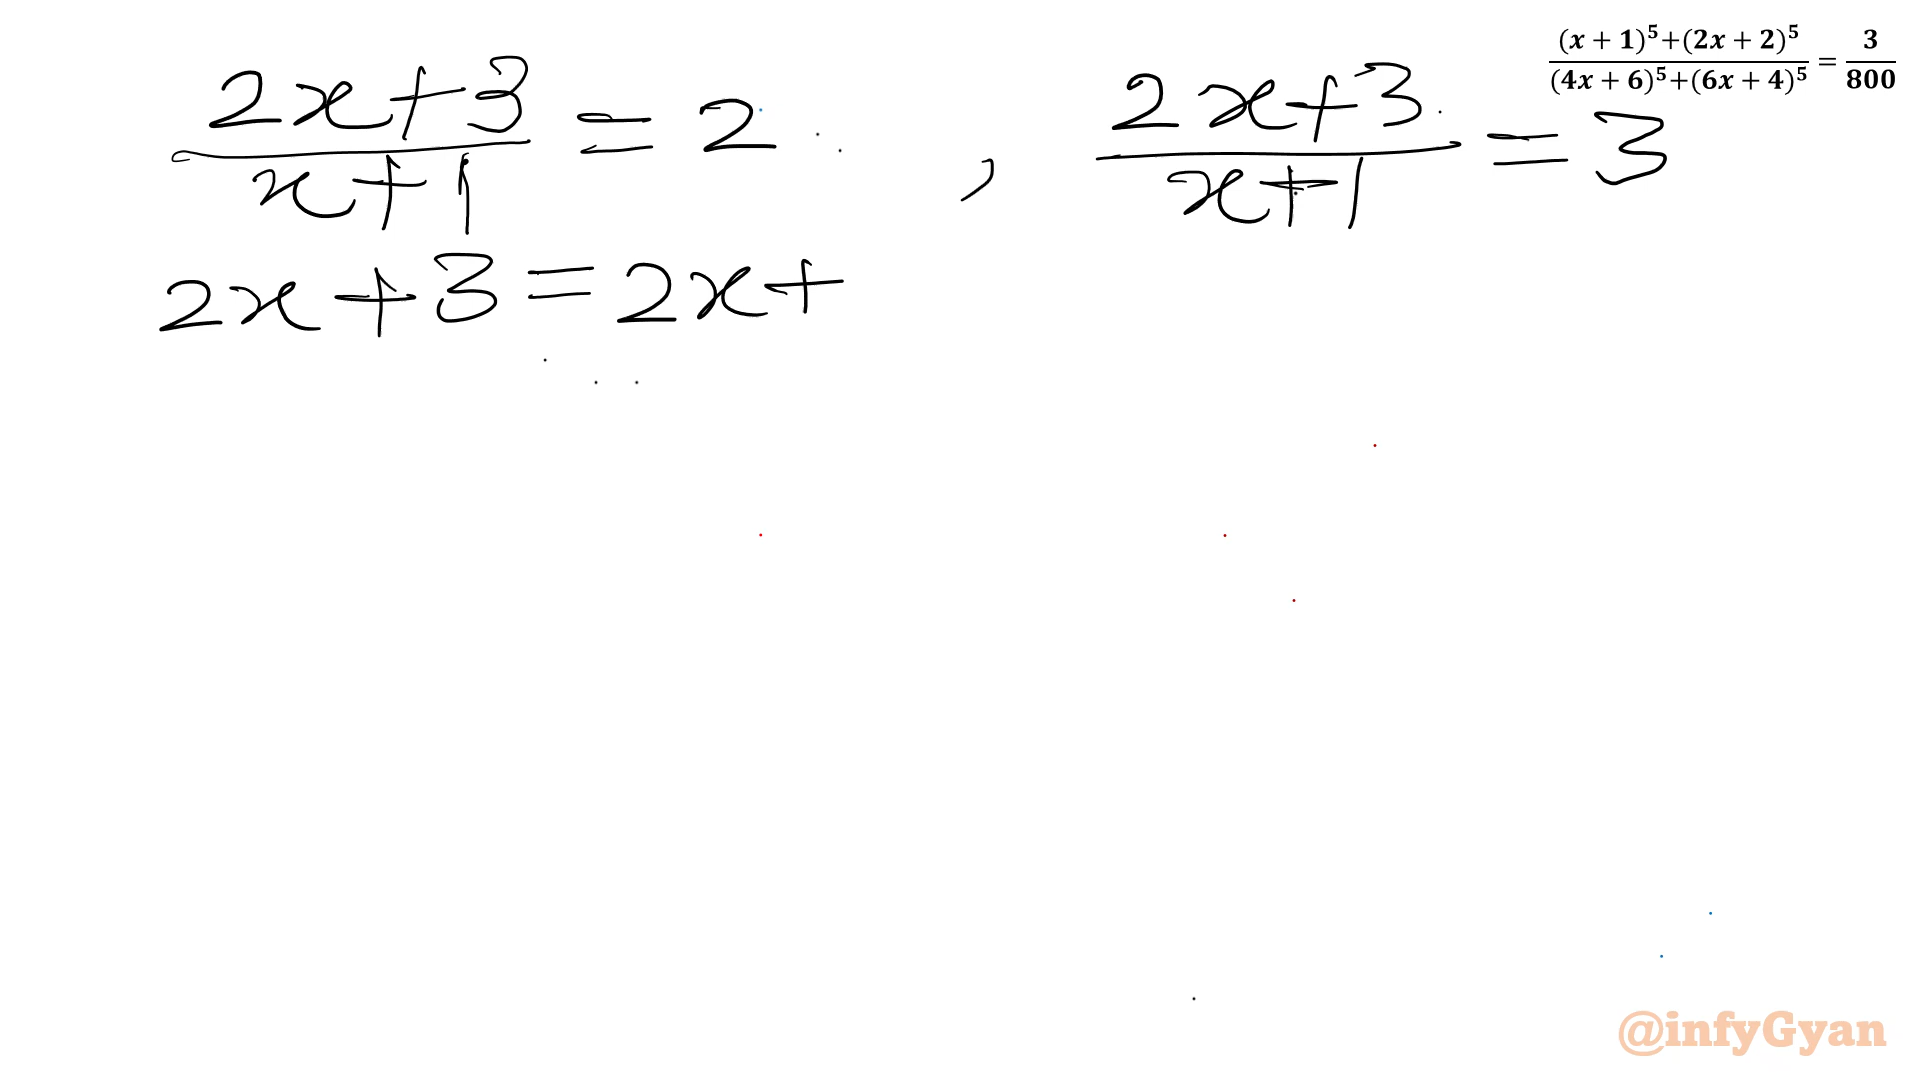 (x + 1)⁵+(2x + 2)⁵ / (4x + 6)⁵+(6x + 4)⁵ = 3 / 800
2x+3 / x+1 = 2 , 2x+3 / x+1 = 3
2x+3=2x+
@infyGyan